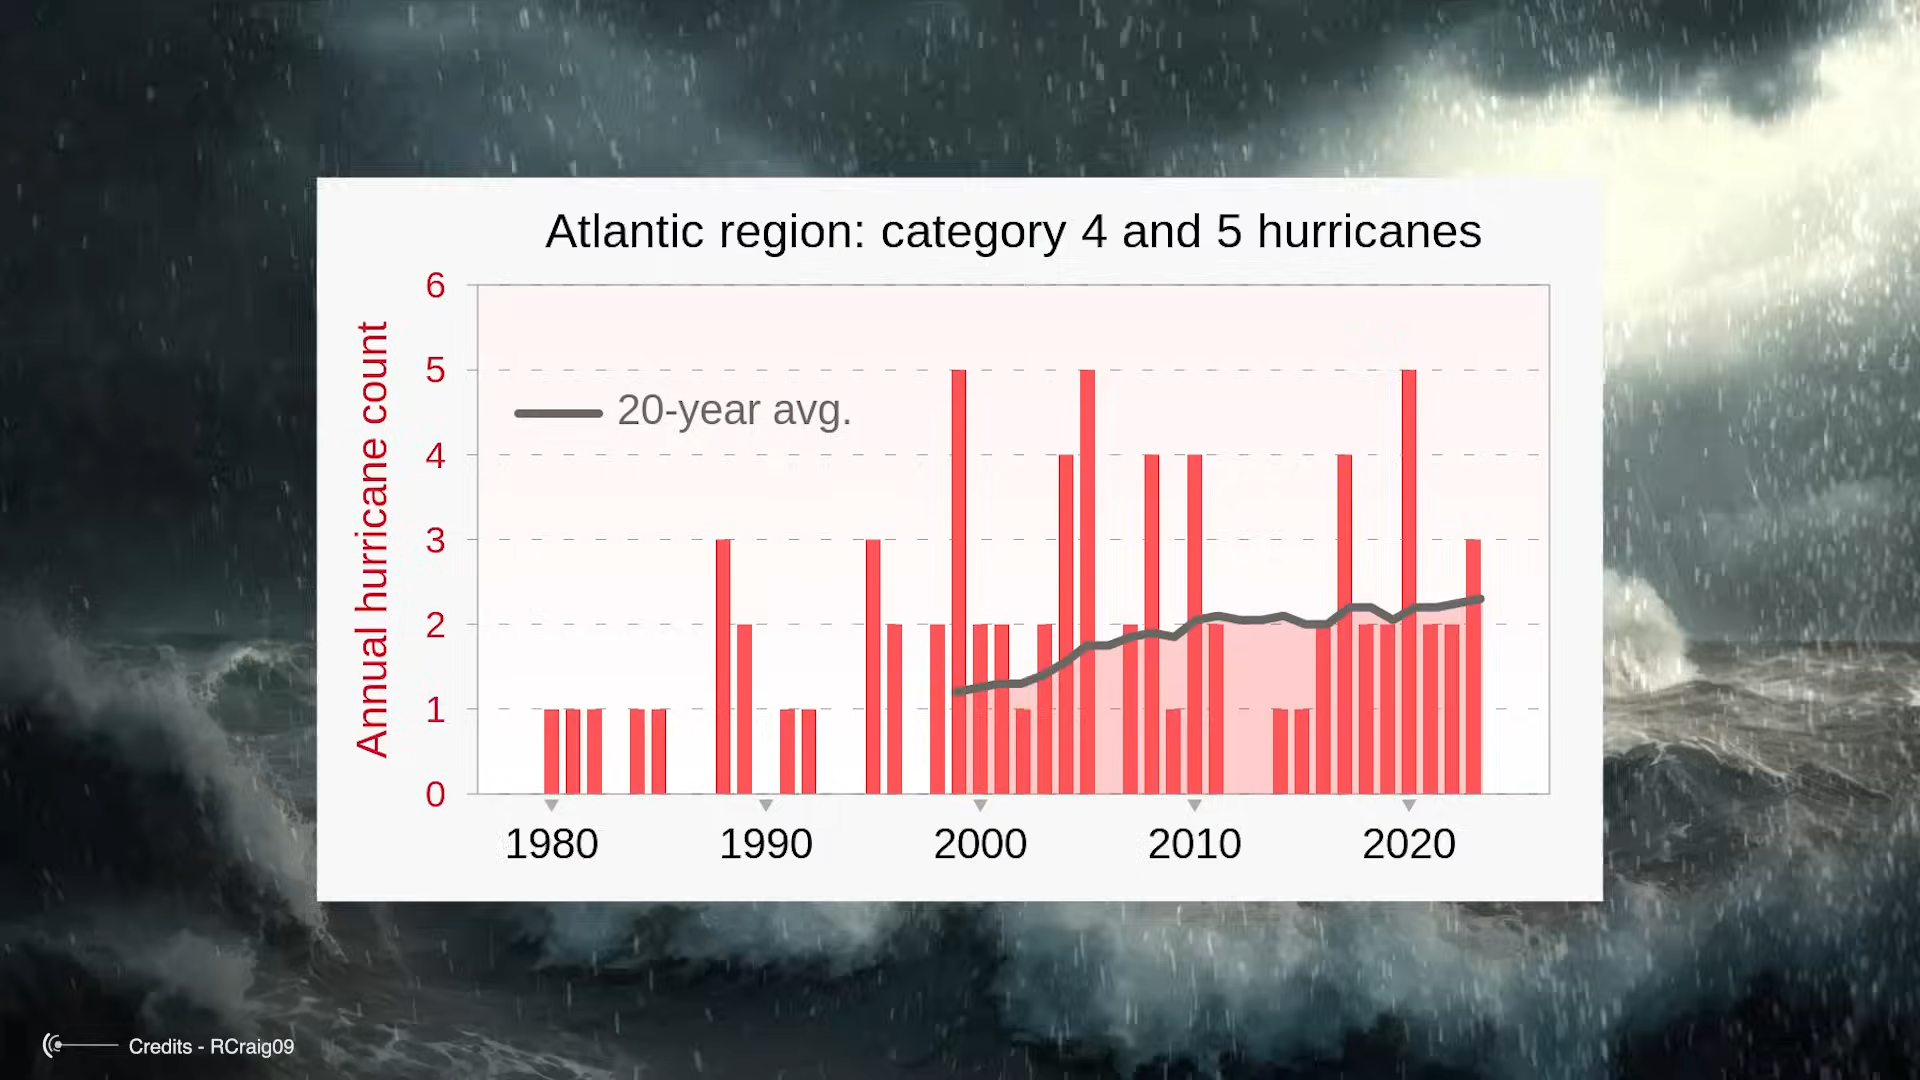 Atlantic region: category 4 and 5 hurricanes
Annual hurricane count
6
5
4
3
2
1
0
20-year avg.
1980 1990 2000 2010 2020
Credits - RCraig09